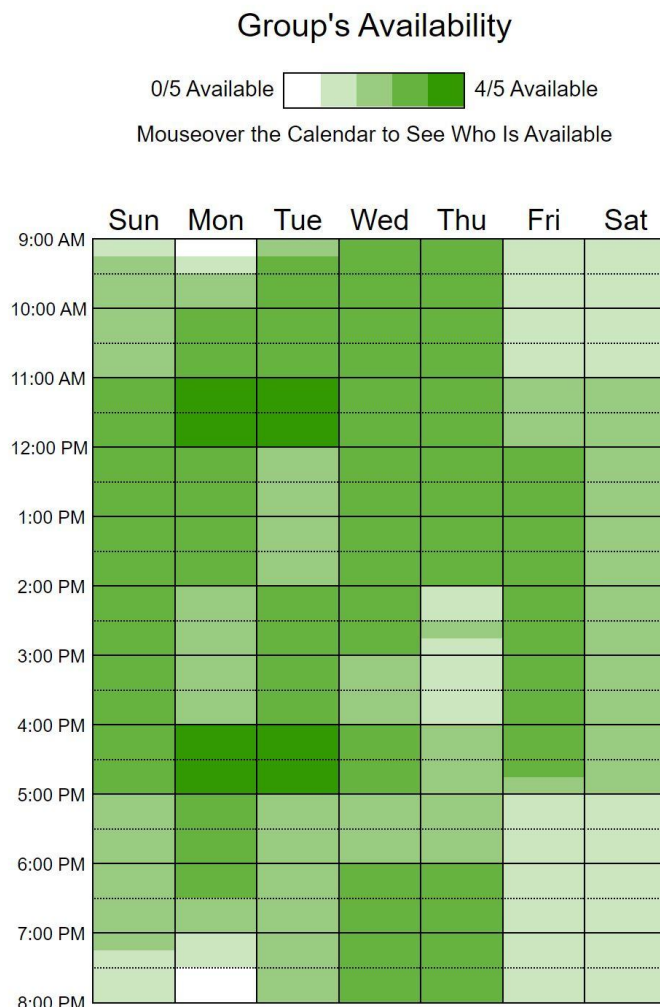 Group's Availability
0/5 Available 4/5 Available
Mouseover the Calendar to See Who Is Available
Sun Mon Tue Wed Thu Fri Sat
9:00 AM
10:00 AM
11:00 AM
12:00 PM
1:00 PM
2:00 PM
3:00 PM
4:00 PM
5:00 PM
6:00 PM
7:00 PM
8:00 PM